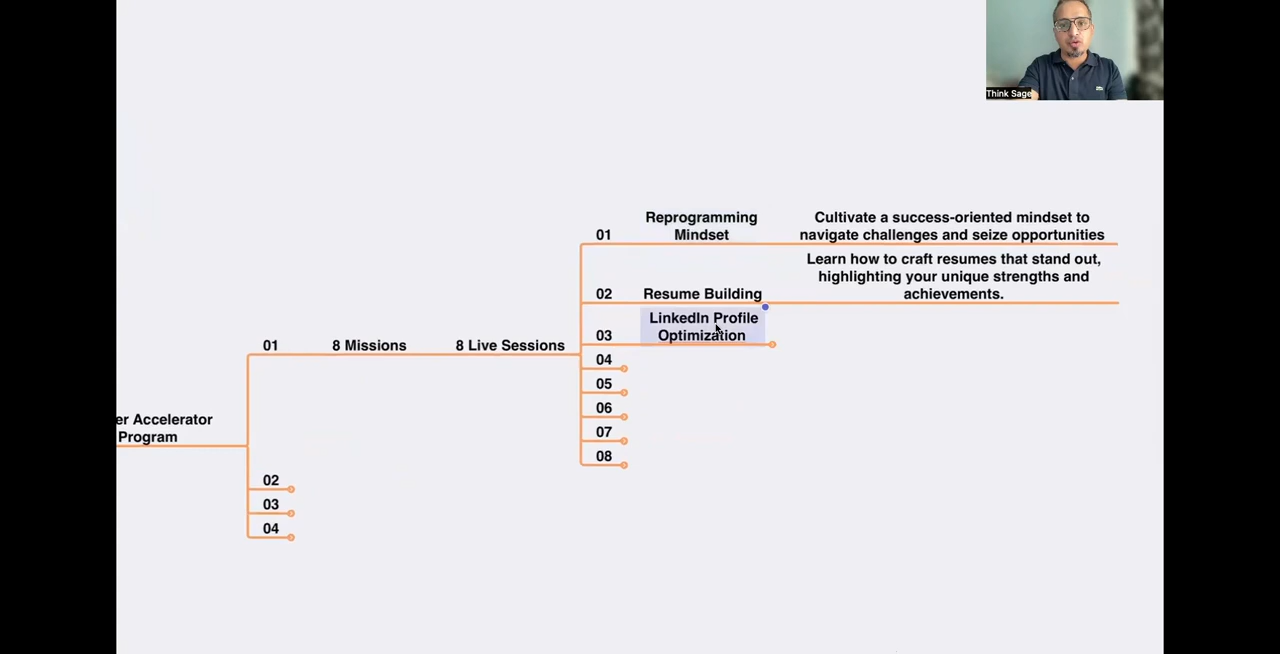 Think Sage
Reprogramming
Mindset
01
Cultivate a success-oriented mindset to
navigate challenges and seize opportunities
Learn how to craft resumes that stand out,
highlighting your unique strengths and
achievements.
02
Resume Building
LinkedIn Profile
Optimization
03
01
8 Missions
8 Live Sessions
04
05
06
07
08
er Accelerator
Program
02
03
04